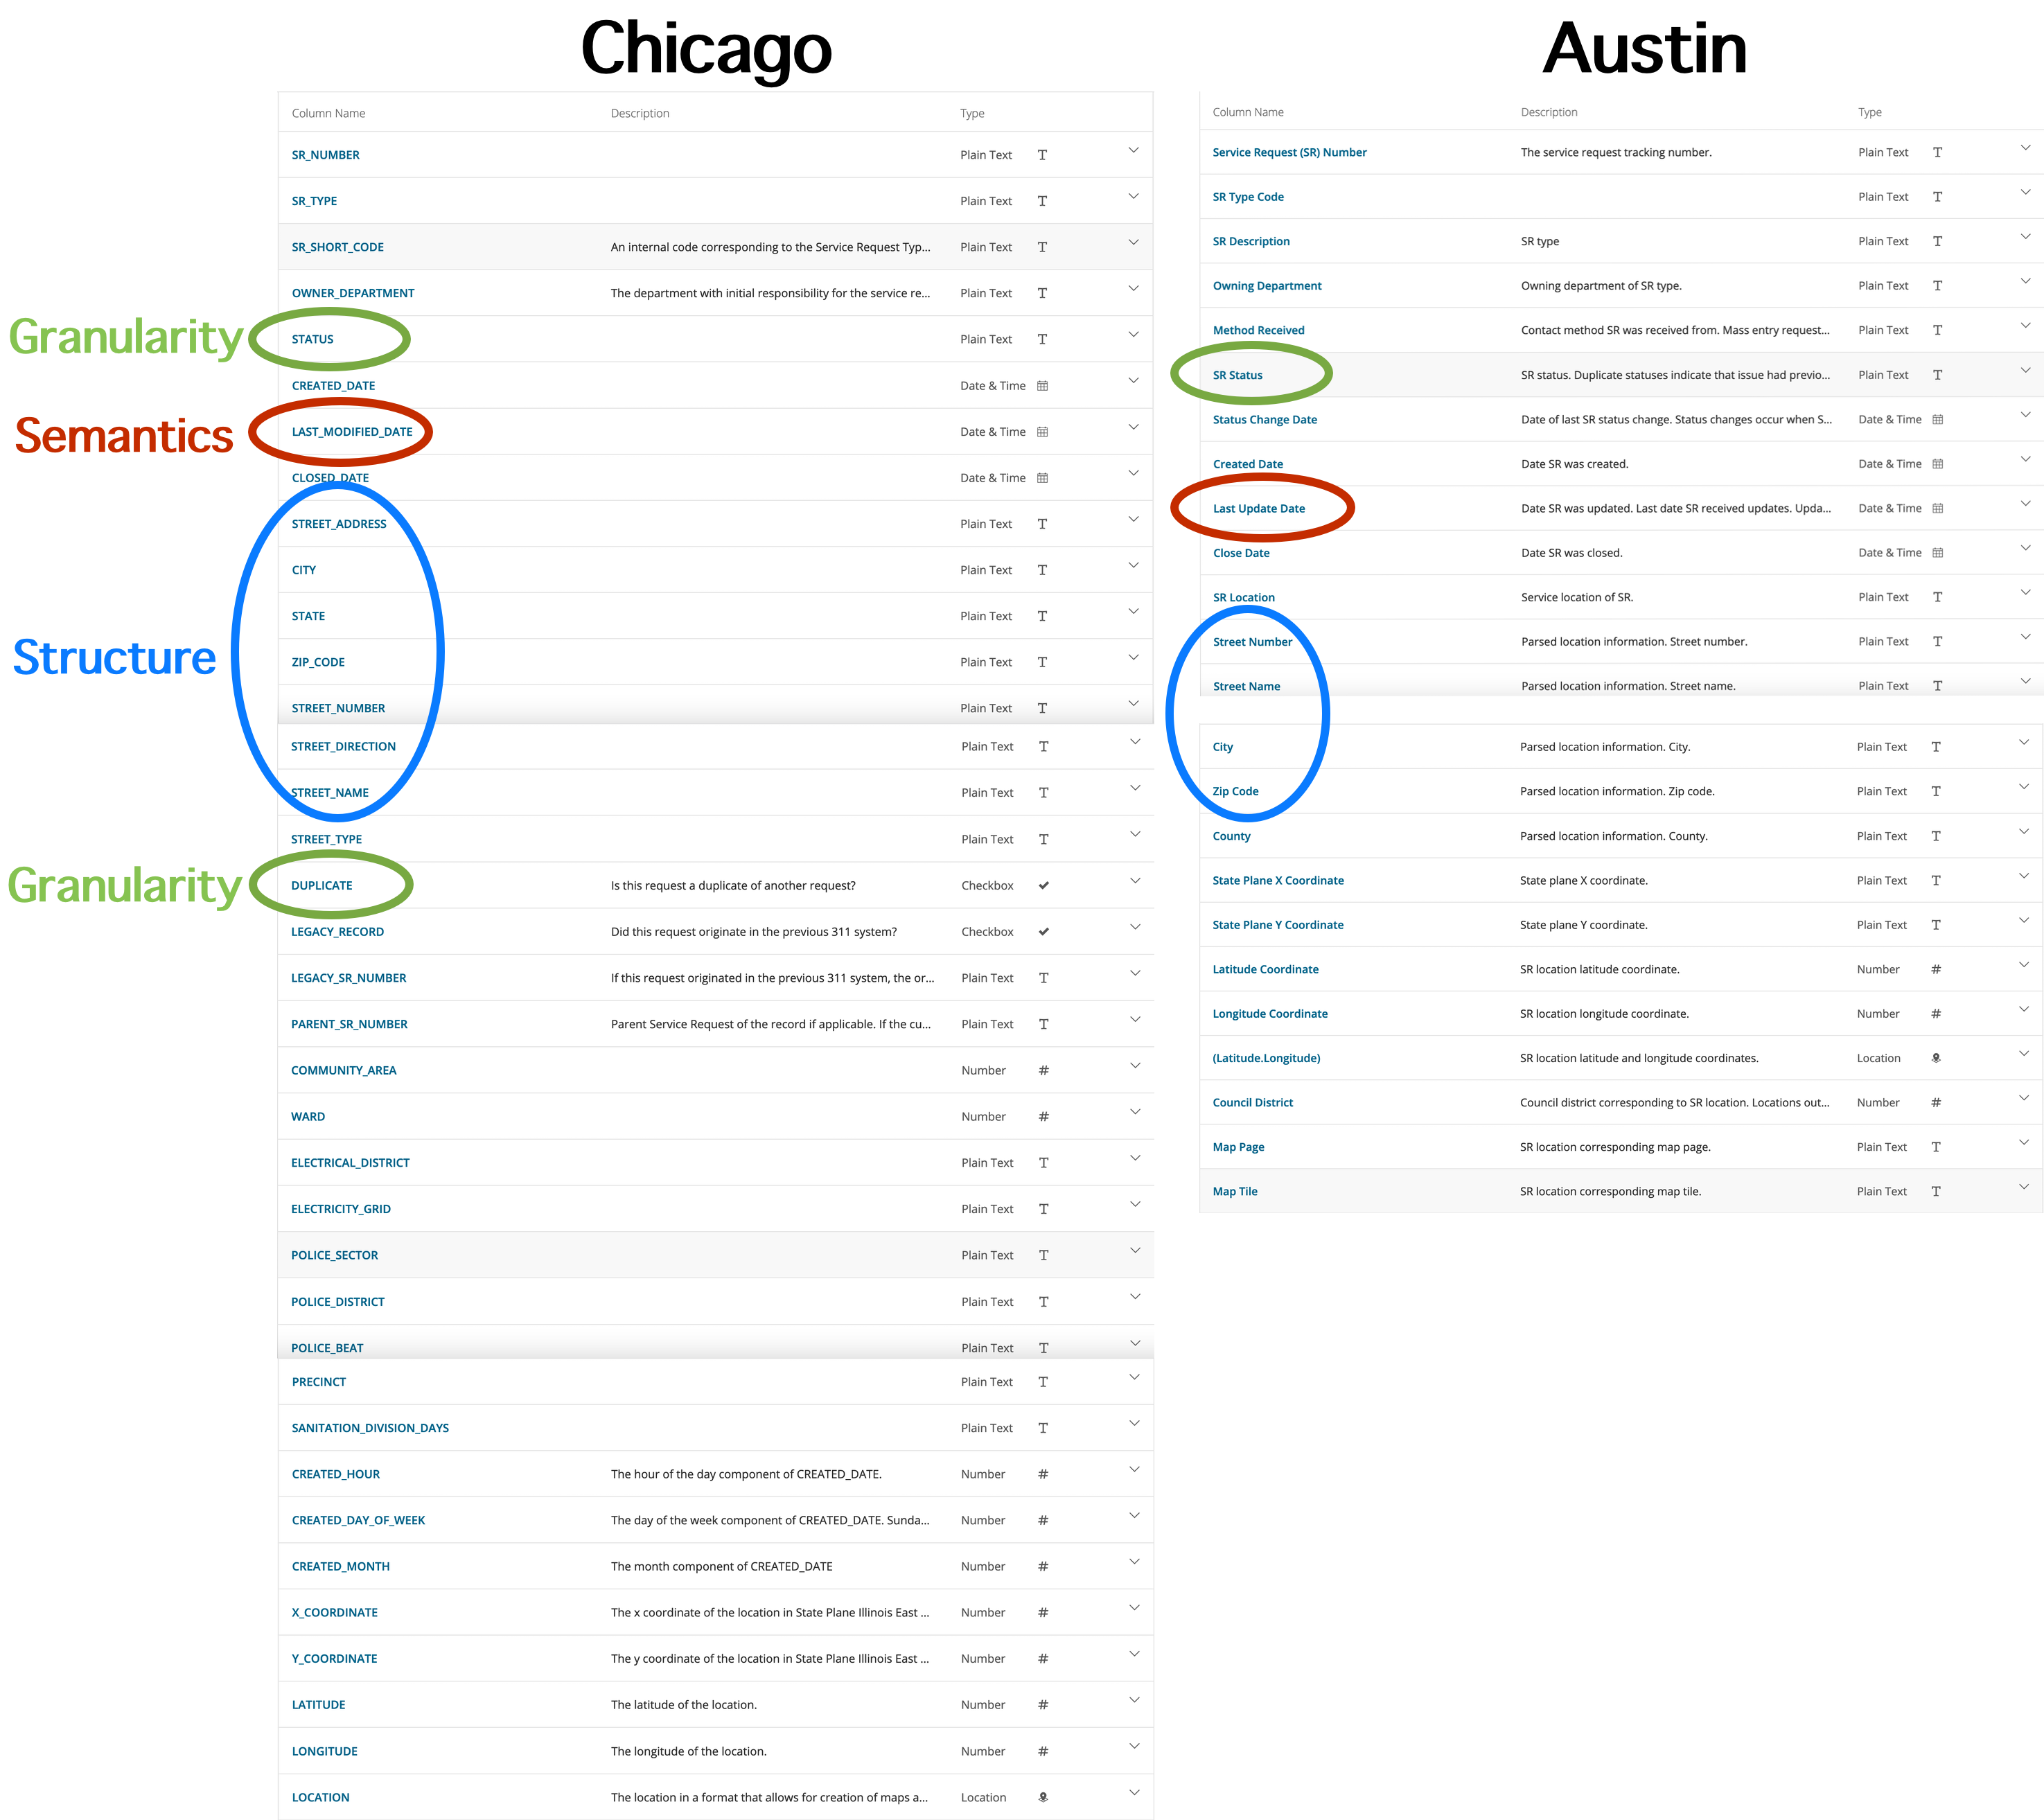 Chicago
Column Name Description Type
SR_NUMBER Plain Text
SR_TYPE Plain Text
SR_SHORT_CODE An internal code corresponding to the Service Request Typ... Plain Text
OWNER_DEPARTMENT The department with initial responsibility for the service re... Plain Text
Granularity STATUS Plain Text
CREATED_DATE Date & Time
Semantics LAST_MODIFIED_DATE Date & Time
CLOSED_DATE Date & Time
STREET_ADDRESS Plain Text
CITY Plain Text
STATE Plain Text
Structure ZIP_CODE Plain Text
STREET_NUMBER Plain Text
STREET_DIRECTION Plain Text
STREET_NAME Plain Text
STREET_TYPE Plain Text
Granularity DUPLICATE Is this request a duplicate of another request? Checkbox
LEGACY_RECORD Did this request originate in the previous 311 system? Checkbox
LEGACY_SR_NUMBER If this request originated in the previous 311 system, the or... Plain Text
PARENT_SR_NUMBER Parent Service Request of the record if applicable. If the cu... Plain Text
COMMUNITY_AREA Number #
WARD Number #
ELECTRICAL_DISTRICT Plain Text
ELECTRICITY_GRID Plain Text
POLICE_SECTOR Plain Text
POLICE_DISTRICT Plain Text
POLICE_BEAT Plain Text
PRECINCT Plain Text
SANITATION_DIVISION_DAYS Plain Text
CREATED_HOUR The hour of the day component of CREATED_DATE. Number #
CREATED_DAY_OF_WEEK The day of the week component of CREATED_DATE. Sunda... Number #
CREATED_MONTH The month component of CREATED_DATE Number #
X_COORDINATE The x coordinate of the location in State Plane Illinois East ... Number #
Y_COORDINATE The y coordinate of the location in State Plane Illinois East ... Number #
LATITUDE The latitude of the location. Number #
LONGITUDE The longitude of the location. Number #
LOCATION The location in a format that allows for creation of maps a... Location
Austin
Column Name Description Type
Service Request (SR) Number The service request tracking number. Plain Text
SR Type Code Plain Text
SR Description SR type Plain Text
Owning Department Owning department of SR type. Plain Text
Method Received Contact method SR was received from. Mass entry request... Plain Text
SR Status SR status. Duplicate statuses indicate that issue had previo... Plain Text
Status Change Date Date of last SR status change. Status changes occur when S... Date & Time
Created Date Date SR was created. Date & Time
Last Update Date Date SR was updated. Last date SR received updates. Upda... Date & Time
Close Date Date SR was closed. Date & Time
SR Location Service location of SR. Plain Text
Street Number Parsed location information. Street number. Plain Text
Street Name Parsed location information. Street name. Plain Text
City Parsed location information. City. Plain Text
Zip Code Parsed location information. Zip code. Plain Text
County Parsed location information. County. Plain Text
State Plane X Coordinate State plane X coordinate. Plain Text
State Plane Y Coordinate State plane Y coordinate. Plain Text
Latitude Coordinate SR location latitude coordinate. Number #
Longitude Coordinate SR location longitude coordinate. Number #
(Latitude.Longitude) SR location latitude and longitude coordinates. Location
Council District Council district corresponding to SR location. Locations out... Number #
Map Page SR location corresponding map page. Plain Text
Map Tile SR location corresponding map tile. Plain Text